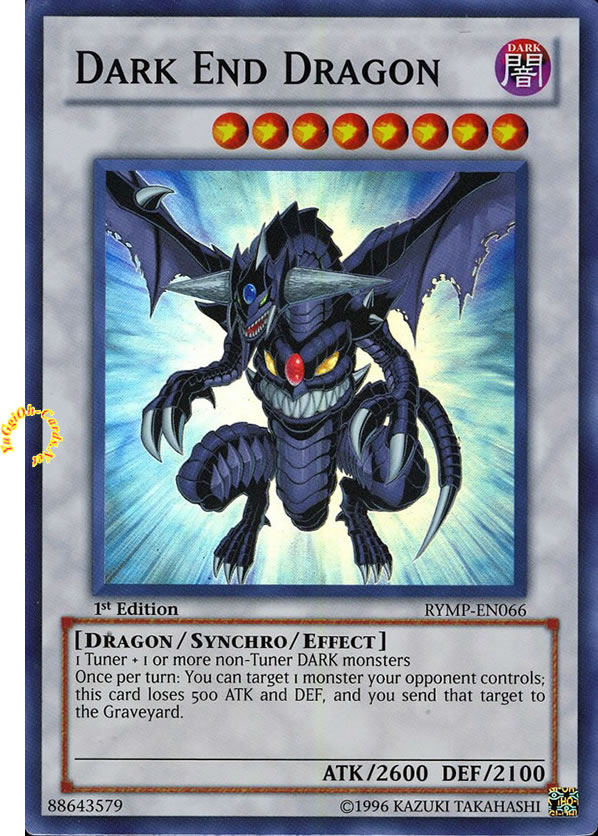 DARK END DRAGON
DARK
闇
YuGgiOh-Cards.Net
1st Edition
RYMP-EN066
[DRAGON/SYNCHRO/EFFECT]
1 Tuner + 1 or more non-Tuner DARK monsters
Once per turn: You can target 1 monster your opponent controls;
this card loses 500 ATK and DEF, and you send that target to
the Graveyard.
ATK/2600 DEF/2100
88643579
©1996 KAZUKI TAKAHASHI